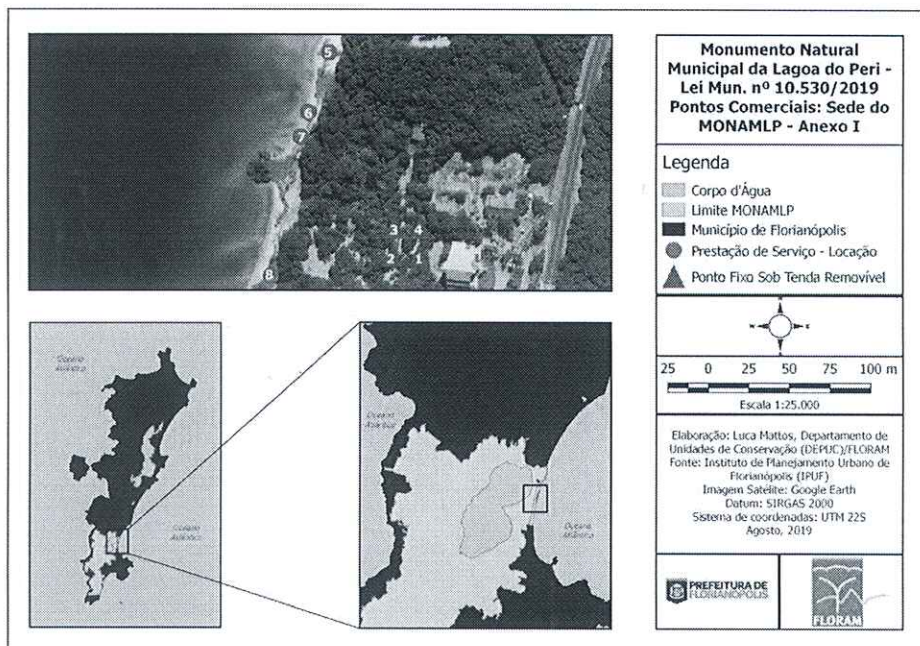 Monumento Natural
Municipal da Lagoa do Peri -
Lei Mun. nº 10.530/2019
Pontos Comerciais: Sede do
MONAMLP - Anexo I
Legenda
Corpo d'Água
Limite MONAMLP
Município de Florianópolis
Prestação de Serviço - Locação
Ponto Fixo Sob Tenda Removível
25 0 25 50 75 100 m
Escala 1:25.000
Elaboração: Luca Mattos, Departamento de
Unidades de Conservação (DEPUC)/FLORAM
Fonte: Instituto de Planejamento Urbano de
Florianópolis (IPUF)
Imagem Satélite: Google Earth
Datum: SIRGAS 2000
Sistema de coordenadas: UTM 22S
Agosto, 2019
PREFEITURA DE
FLORIANÓPOLIS
FLORAM
5
6
7
3 4
2 1
8
Oceano
Atlântico
Oceano
Atlântico
Oceano
Atlântico
Oceano
Atlântico